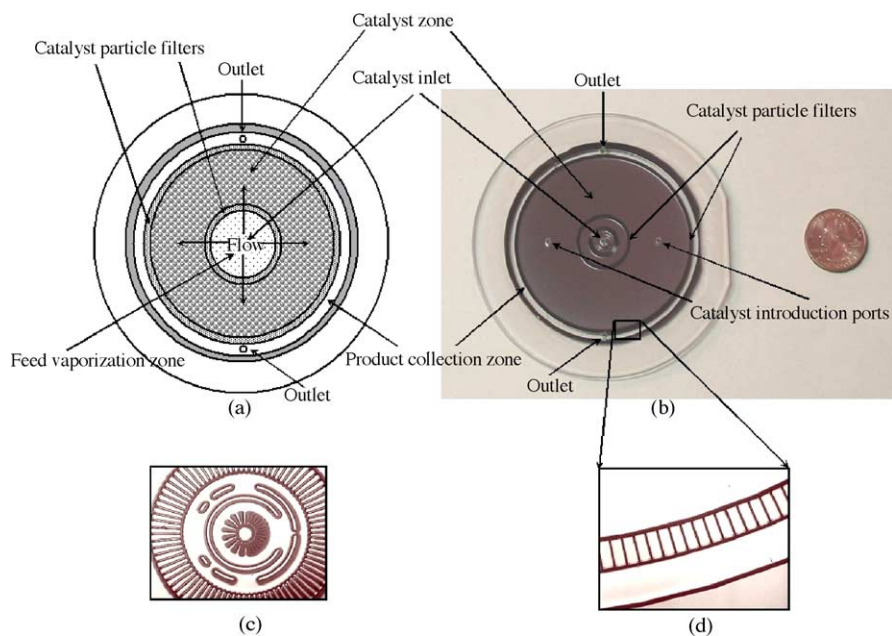 Catalyst zone
Catalyst particle filters
Outlet
Catalyst inlet
Outlet
Catalyst particle filters
Flow
Catalyst introduction ports
Feed vaporization zone
Product collection zone
Outlet
Outlet
(a)
(b)
(c)
(d)